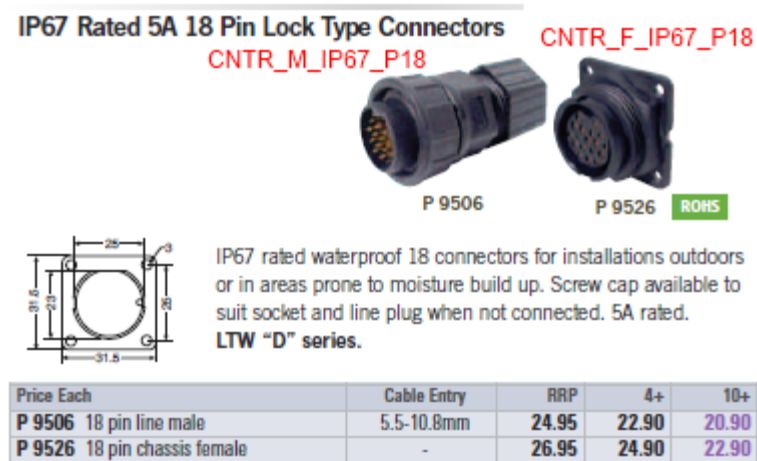 IP67 Rated 5A 18 Pin Lock Type Connectors
CNTR_M_IP67_P18
CNTR_F_IP67_P18
P 9506
P 9526
ROHS
25
3
31.5
23
25
31.5
IP67 rated waterproof 18 connectors for installations outdoors
or in areas prone to moisture build up. Screw cap available to
suit socket and line plug when not connected. 5A rated.
LTW “D” series.
Price Each Cable Entry RRP 4+ 10+
P 9506 18 pin line male 5.5-10.8mm 24.95 22.90 20.90
P 9526 18 pin chassis female - 26.95 24.90 22.90